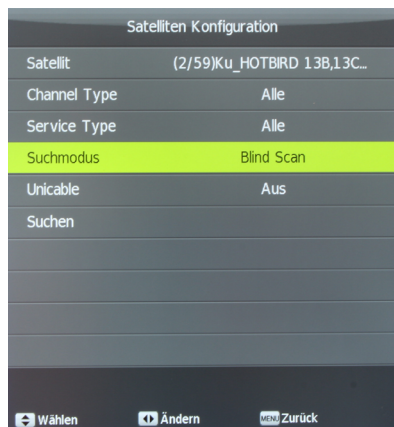 Satelliten Konfiguration
Satellit (2/59)Ku_HOTBIRD 13B,13C...
Channel Type Alle
Service Type Alle
Suchmodus Blind Scan
Unicable Aus
Suchen
Wählen Ändern MENU Zurück